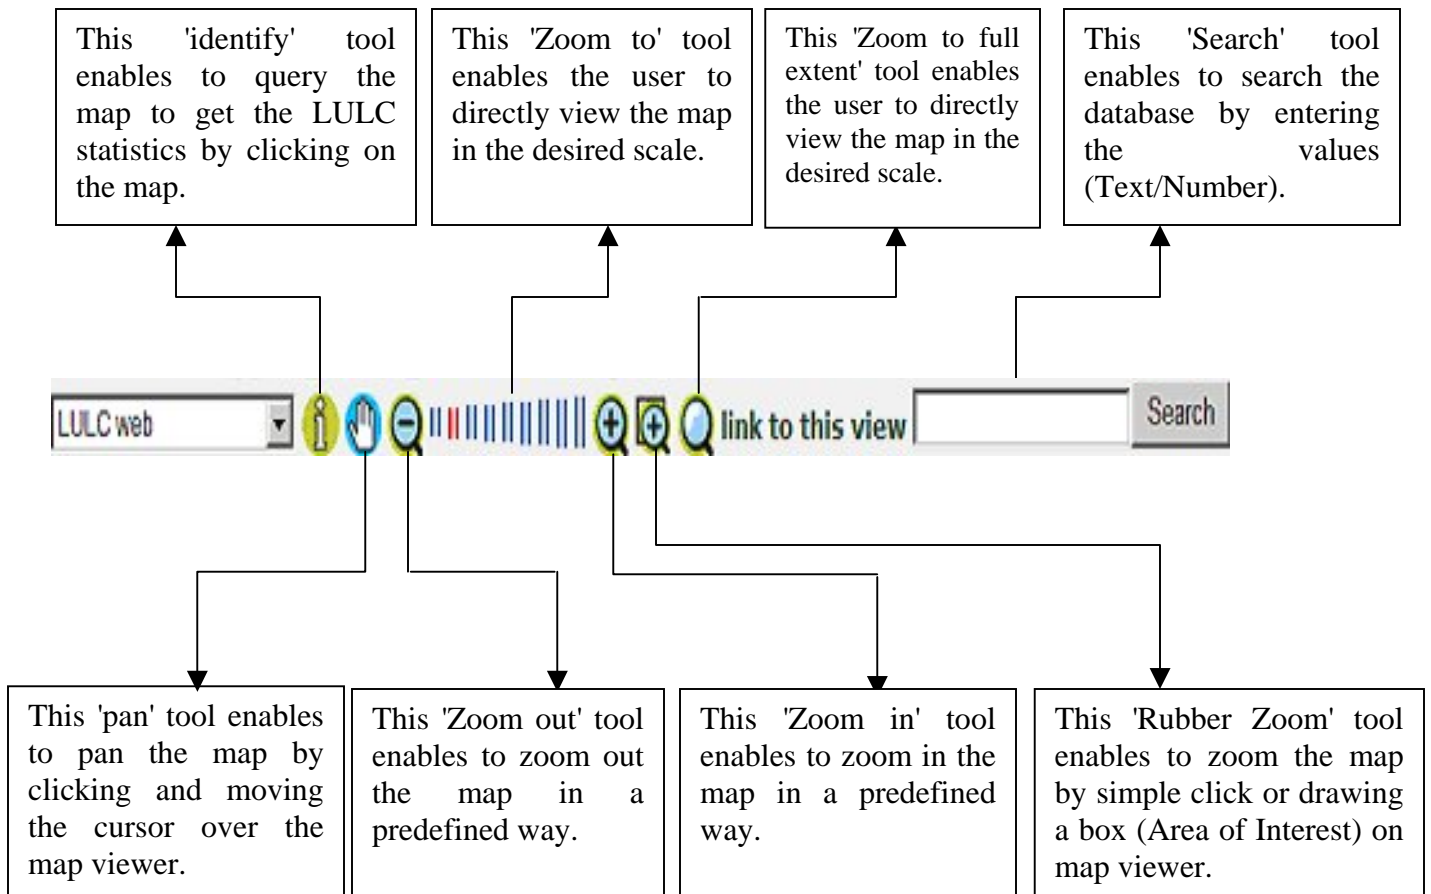 This 'identify' tool
enables to query the
map to get the LULC
statistics by clicking on
the map.
This 'Zoom to' tool
enables the user to
directly view the map
in the desired scale.
This 'Zoom to full
extent' tool enables
the user to directly
view the map in the
desired scale.
This 'Search' tool
enables to search the
database by entering
the values
(Text/Number).
LULC web
link to this view
Search
This 'pan' tool enables
to pan the map by
clicking and moving
the cursor over the
map viewer.
This 'Zoom out' tool
enables to zoom out
the map in a
predefined way.
This 'Zoom in' tool
enables to zoom in the
map in a predefined
way.
This 'Rubber Zoom' tool
enables to zoom the map
by simple click or drawing
a box (Area of Interest) on
map viewer.